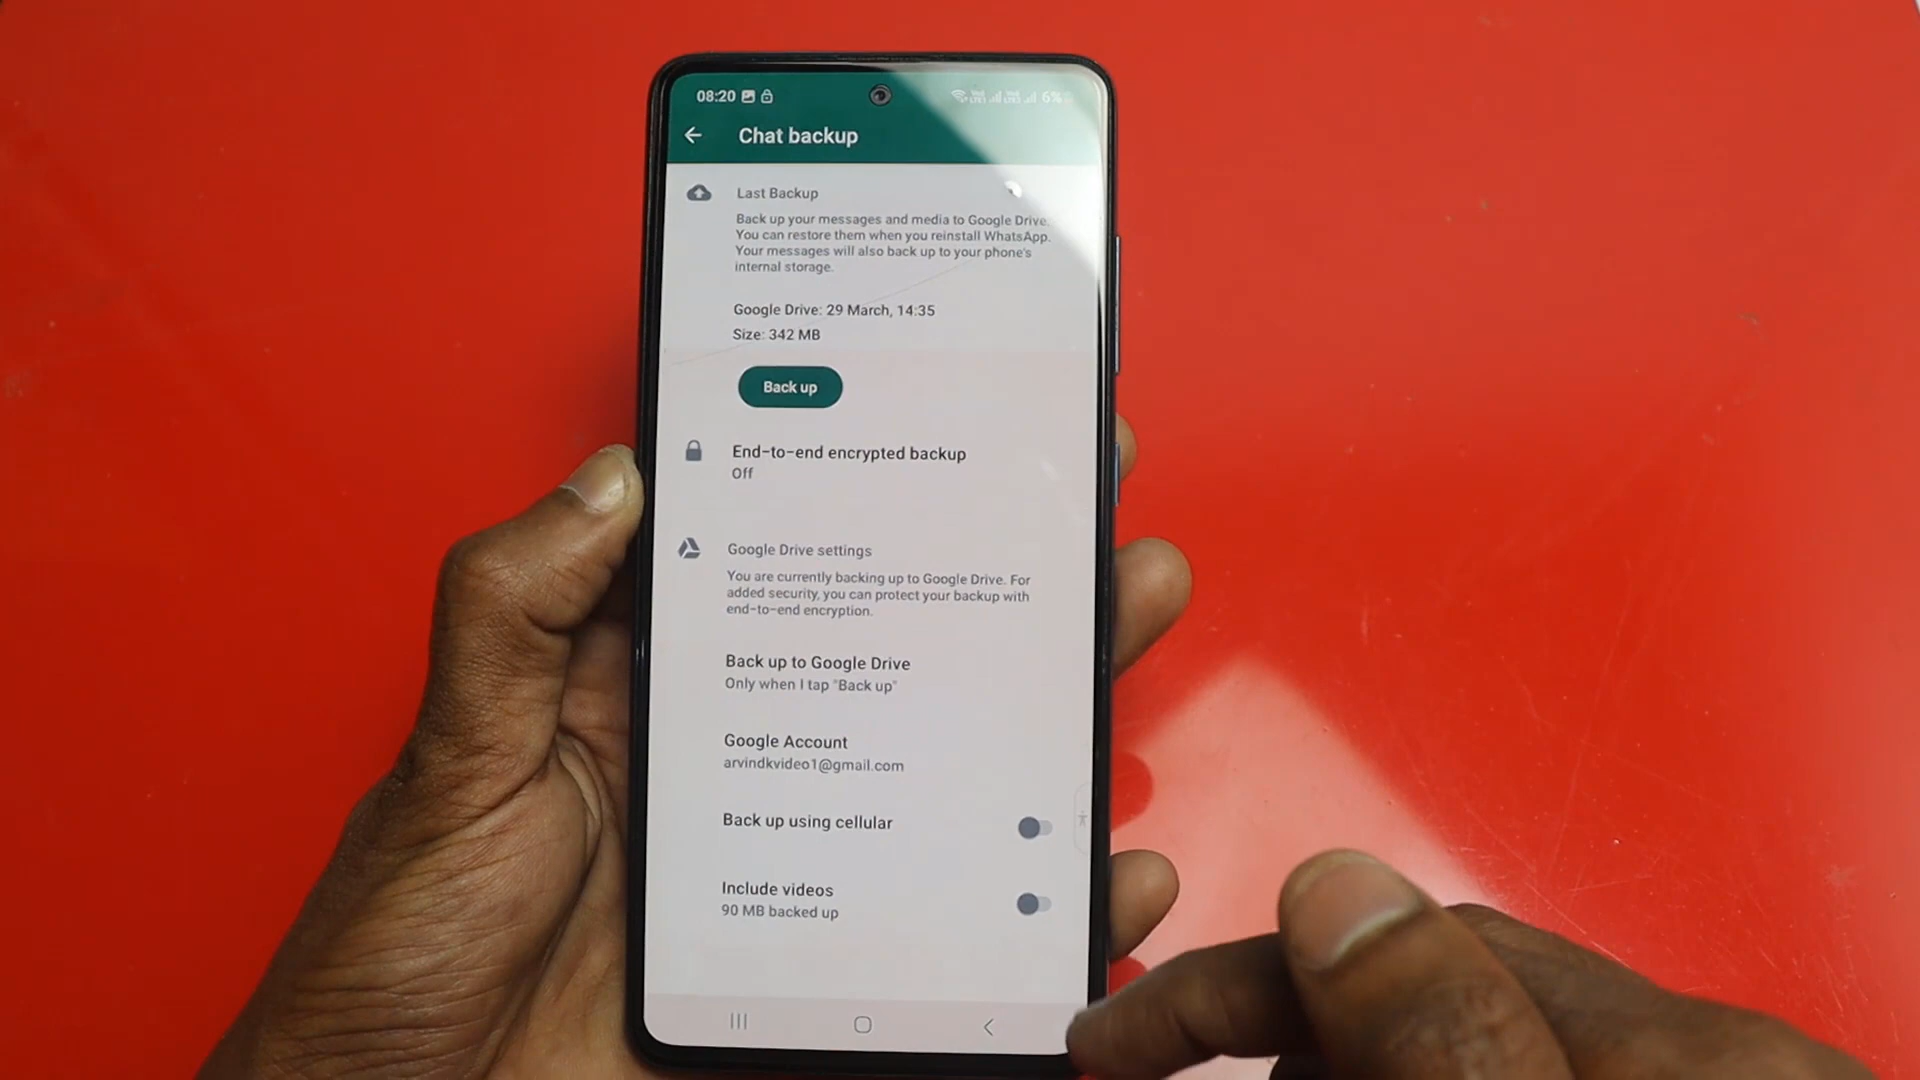 08:20 6%
Chat backup
Last Backup
Back up your messages and media to Google Drive.
You can restore them when you reinstall WhatsApp.
Your messages will also back up to your phone's
internal storage.
Google Drive: 29 March, 14:35
Size: 342 MB
Back up
End-to-end encrypted backup
Off
Google Drive settings
You are currently backing up to Google Drive. For
added security, you can protect your backup with
end-to-end encryption.
Back up to Google Drive
Only when I tap "Back up"
Google Account
arvindkvideo1@gmail.com
Back up using cellular
Include videos
90 MB backed up